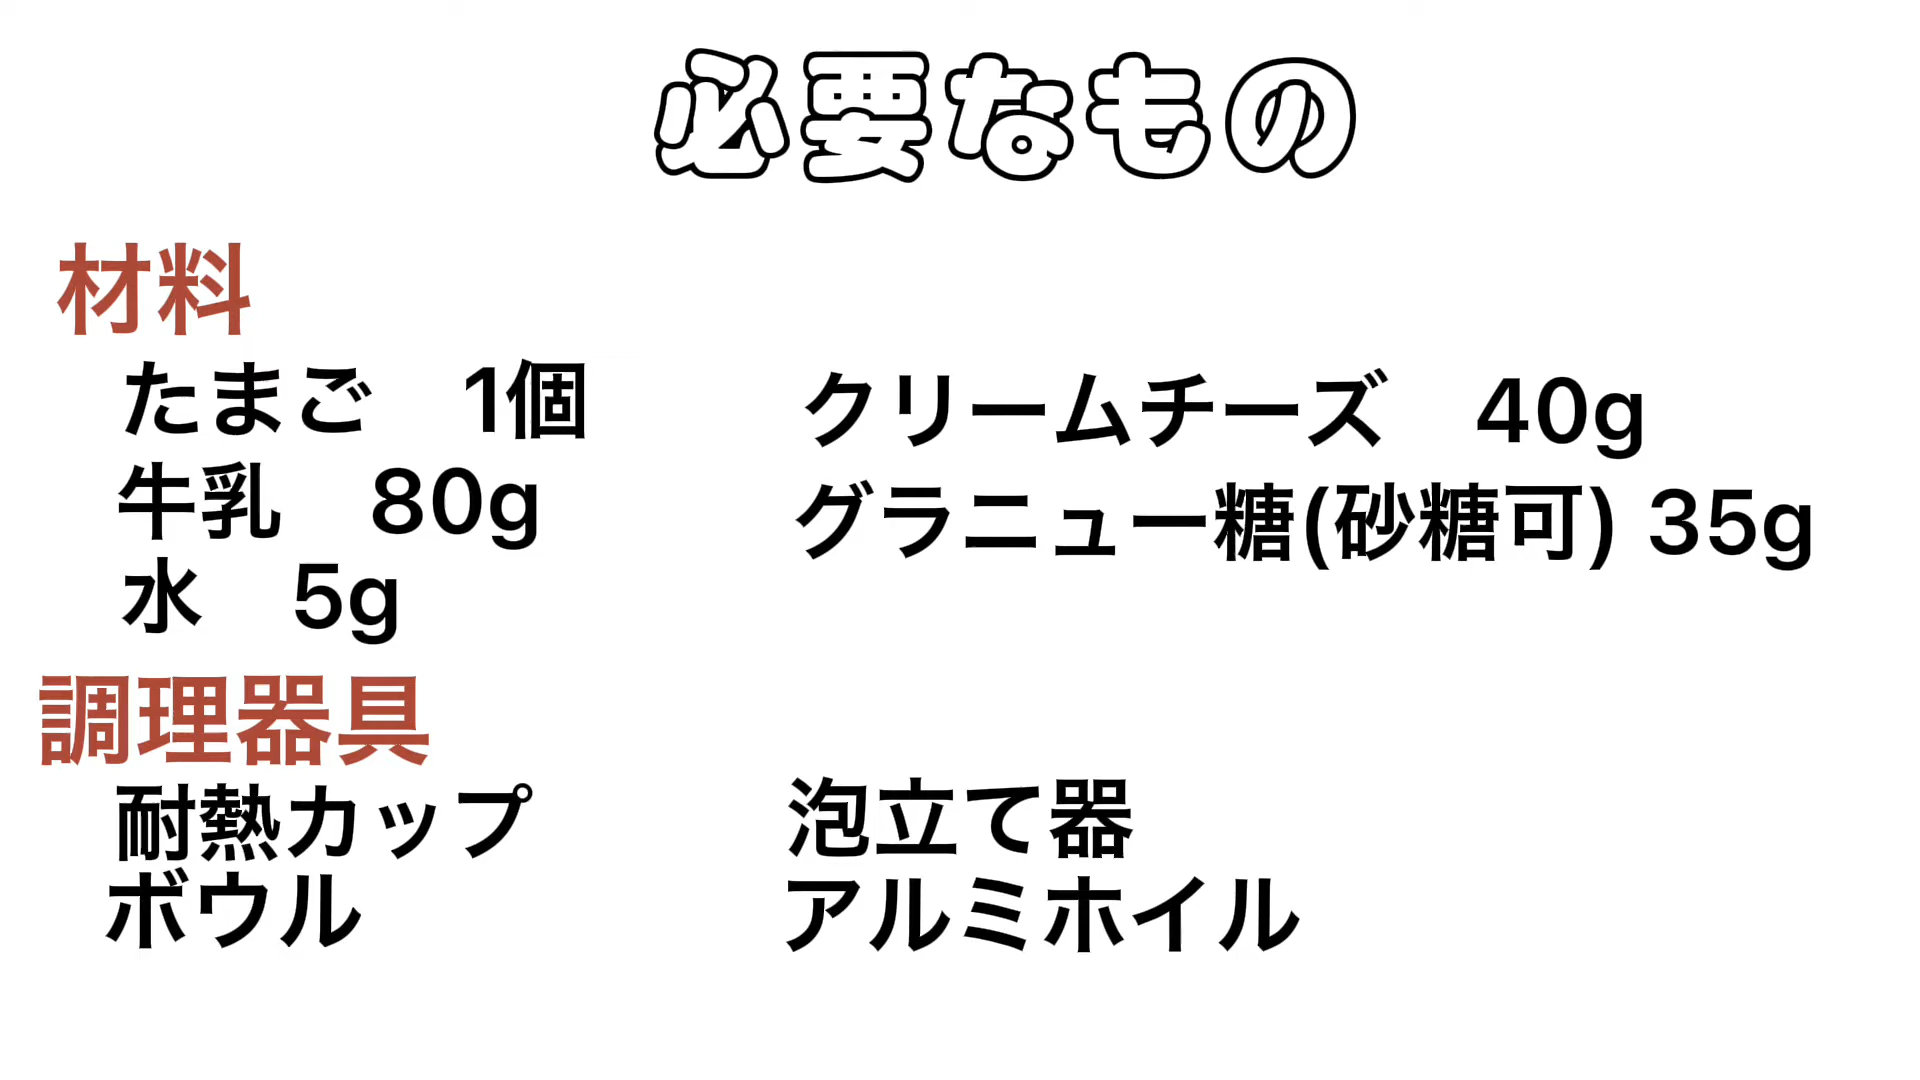 必要なもの
材料
たまご　1個
クリームチーズ　40g
牛乳　80g
グラニュー糖(砂糖可) 35g
水　5g
調理器具
耐熱カップ
泡立て器
ボウル
アルミホイル